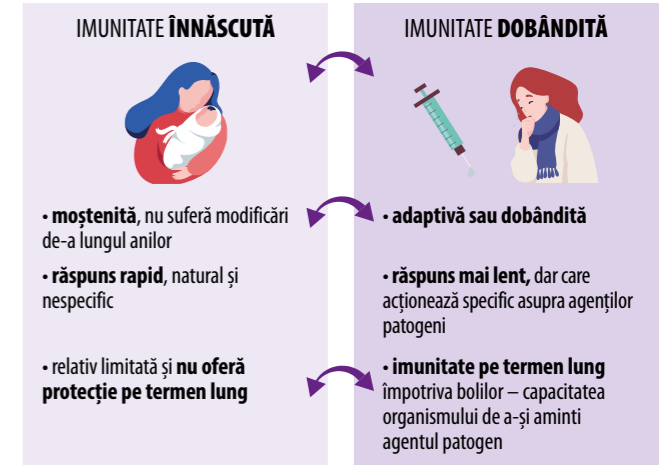 IMUNITATE ÎNNĂSCUTĂ
• moștenită, nu suferă modificări
de-a lungul anilor
• răspuns rapid, natural și
nespecific
• relativ limitată și nu oferă
protecție pe termen lung
IMUNITATE DOBÂNDITĂ
• adaptivă sau dobândită
• răspuns mai lent, dar care
acționează specific asupra agenților
patogeni
• imunitate pe termen lung
împotriva bolilor – capacitatea
organismului de a-și aminti
agentul patogen